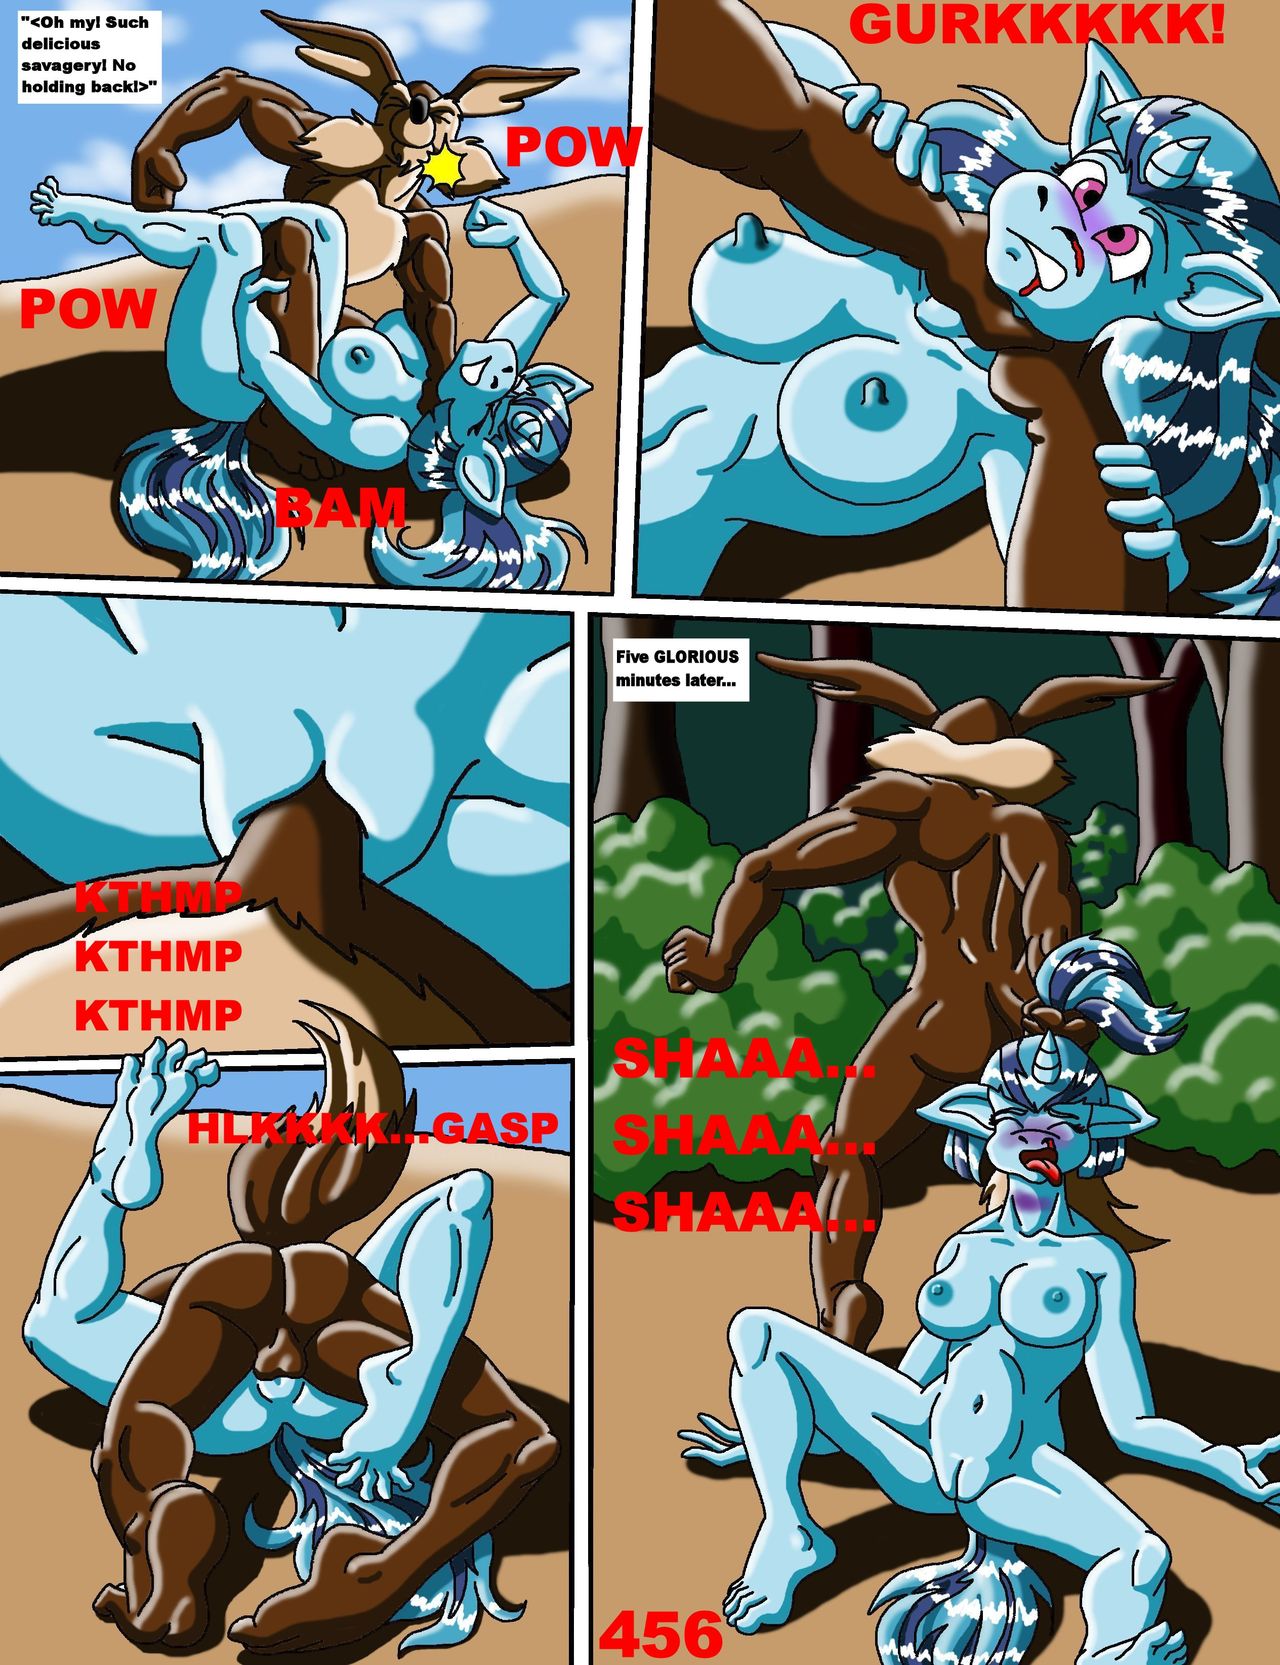 "<Oh my! Such
delicious
savagery! No
holding back!>"
POW
POW
BAM
GURKKKKK!
KTHMP
KTHMP
KTHMP
HLKKKK...GASP
Five GLORIOUS
minutes later...
SHAAA...
SHAAA...
SHAAA...
456